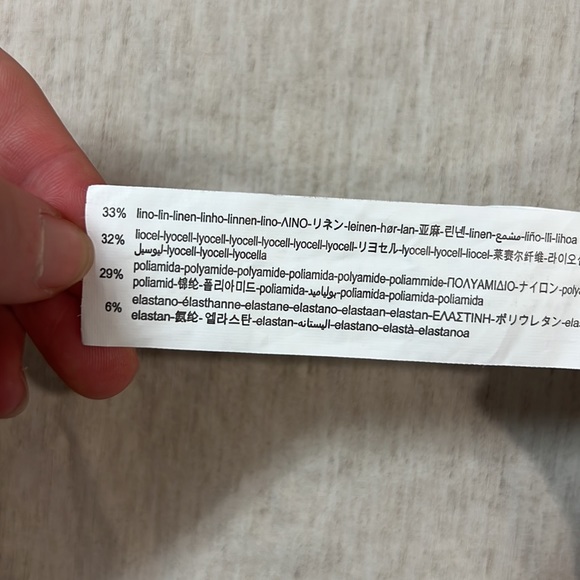 33% lino-lin-linen-linho-linnen-lino-ΛΙΝΟ-リネン-leinen-hør-lan-亚麻-린넨-linen-مشمع-liño-lli-lihoa
32% liocel-lyocell-lyocell-lyocell-lyocell-lyocell-lyocell-リヨセル-lyocell-lyocell-liocel-莱赛尔纤维-라이오
ليوسيل-lyocell-lyocell-lyocella
29% poliamida-polyamide-polyamide-poliamida-polyamide-poliammide-ΠΟΛΥΑΜΙΔΙΟ-ナイロン-polya
poliamid-锦纶-폴리아미드-poliamida-بولياميد-poliamida-poliamida-poliamida
6% elastano-élasthanne-elastane-elastano-elastaan-elastan-ΕΛΑΣΤΙΝΗ-ポリウレタン-ela
elastan-氨纶- 엘라스탄-elastan-اليستانه-elastano-elastà-elastanoa